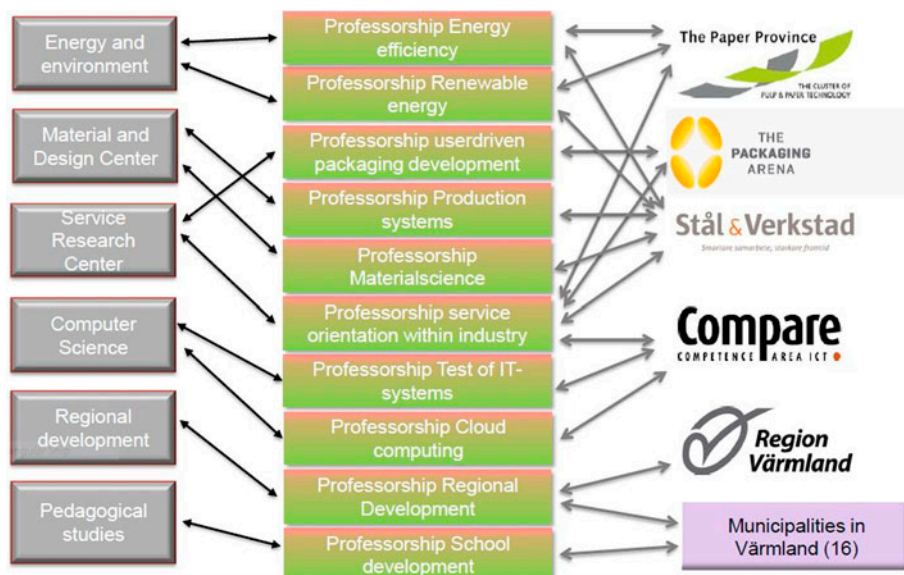 Energy and
environment
Material and
Design Center
Service
Research
Center
Computer
Science
Regional
development
Pedagogical
studies
Professorship Energy
efficiency
Professorship Renewable
energy
Professorship userdriven
packaging development
Professorship Production
systems
Professorship
Materialscience
Professorship service
orientation within industry
Professorship Test of IT-
systems
Professorship Cloud
computing
Professorship Regional
Development
Professorship School
development
The Paper Province
THE CLUSTER OF
PULP & PAPER TECHNOLOGY
THE
PACKAGING
ARENA
Stål & Verkstad
Smartare samarbete, starkare framtid
Compare
COMPETENCE AREA ICT
Region
Värmland
Municipalities in
Värmland (16)